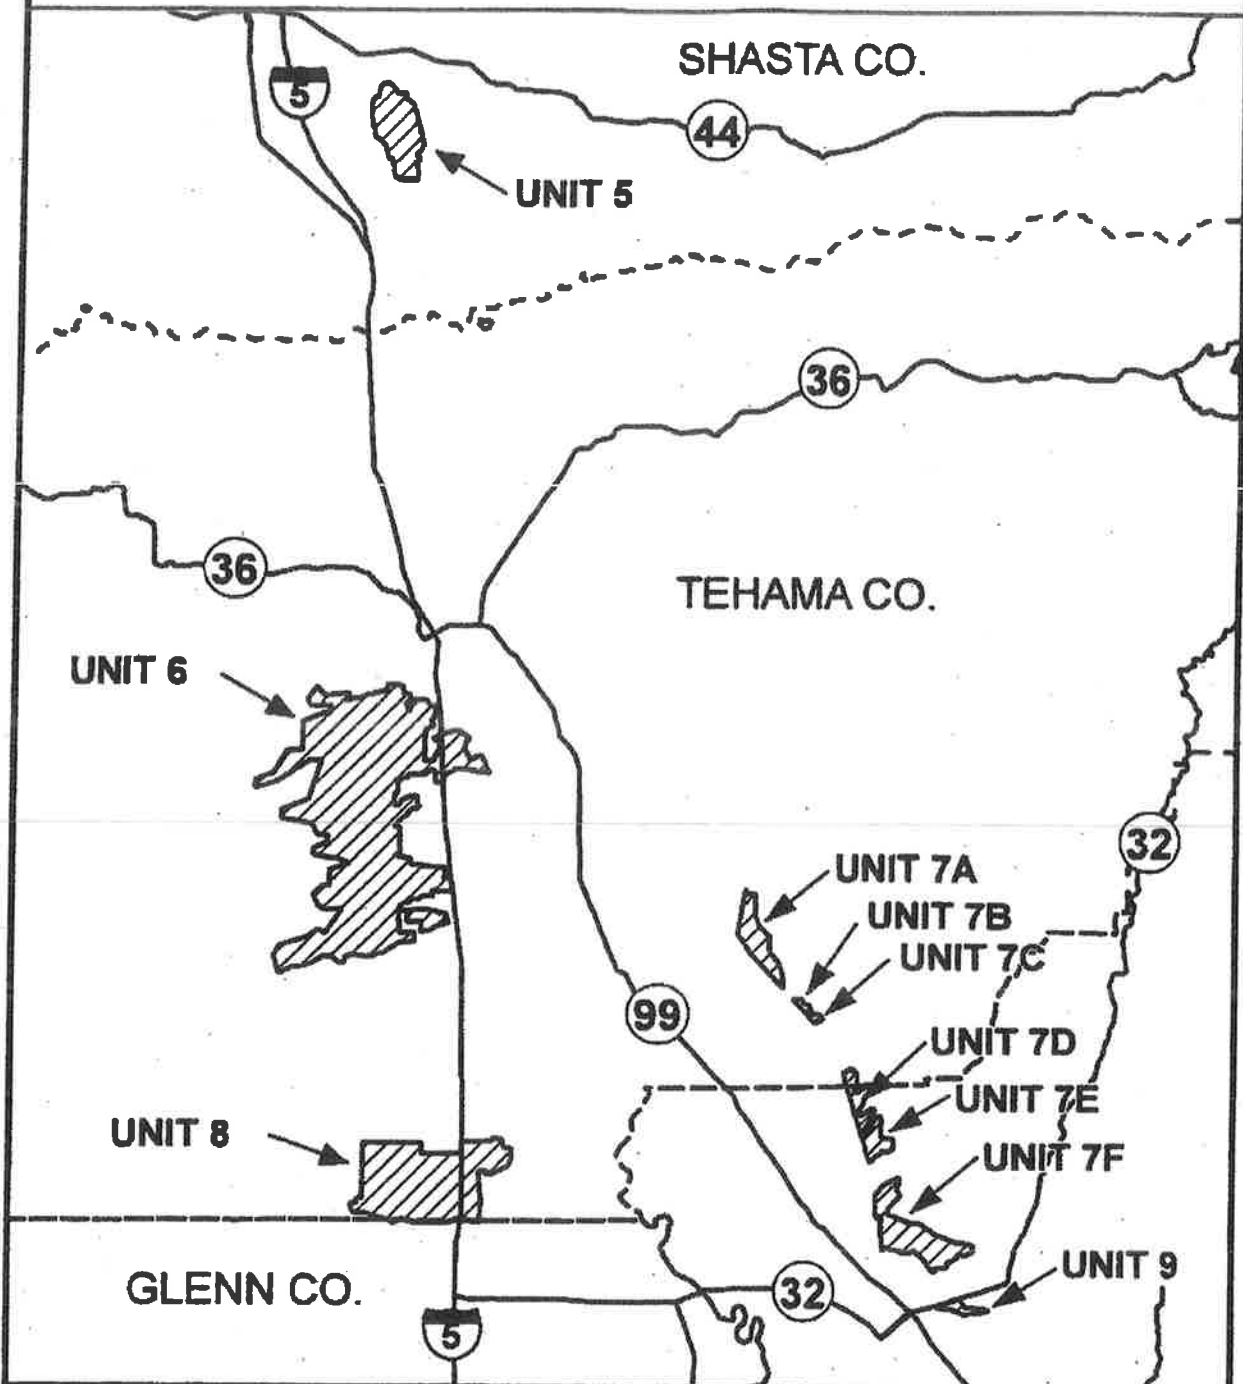 SHASTA CO.
5
44
UNIT 5
36
36
TEHAMA CO.
UNIT 6
32
UNIT 7A
UNIT 7B
UNIT 7C
99
UNIT 7D
UNIT 7E
UNIT 8
UNIT 7F
UNIT 9
GLENN CO.
32
5